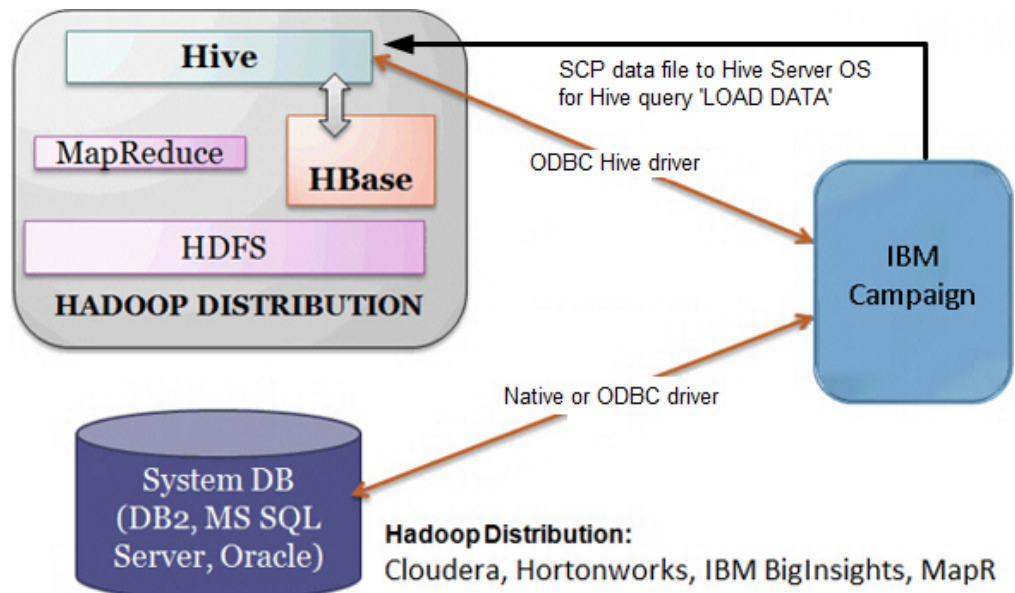 Hive
MapReduce
HBase
HDFS
HADOOP DISTRIBUTION
SCP data file to Hive Server OS
for Hive query 'LOAD DATA'
ODBC Hive driver
IBM
Campaign
Native or ODBC driver
System DB
(DB2, MS SQL
Server, Oracle)
Hadoop Distribution:
Cloudera, Hortonworks, IBM BigInsights, MapR